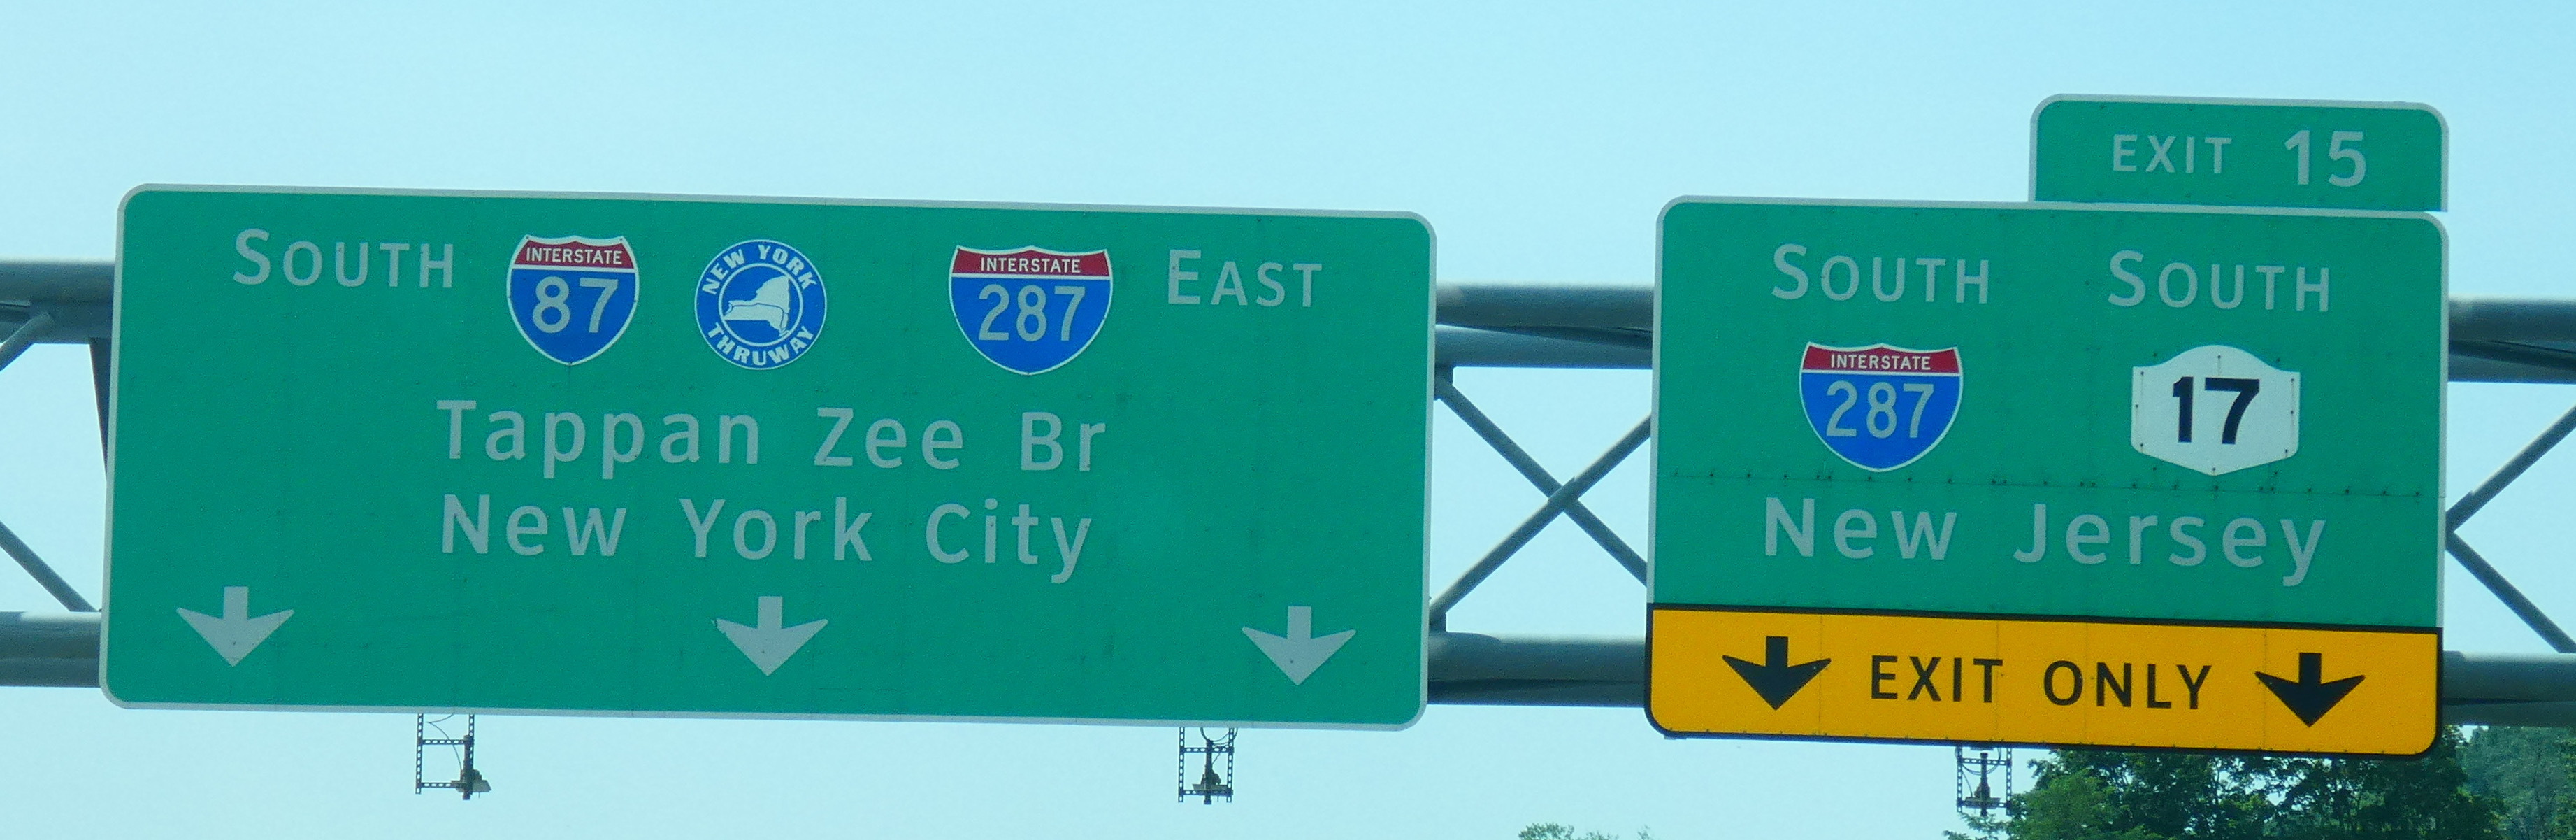 SOUTH INTERSTATE 87 NEW YORK THRUWAY INTERSTATE 287 EAST
Tappan Zee Br
New York City
EXIT 15
SOUTH SOUTH
INTERSTATE 287 17
New Jersey
EXIT ONLY